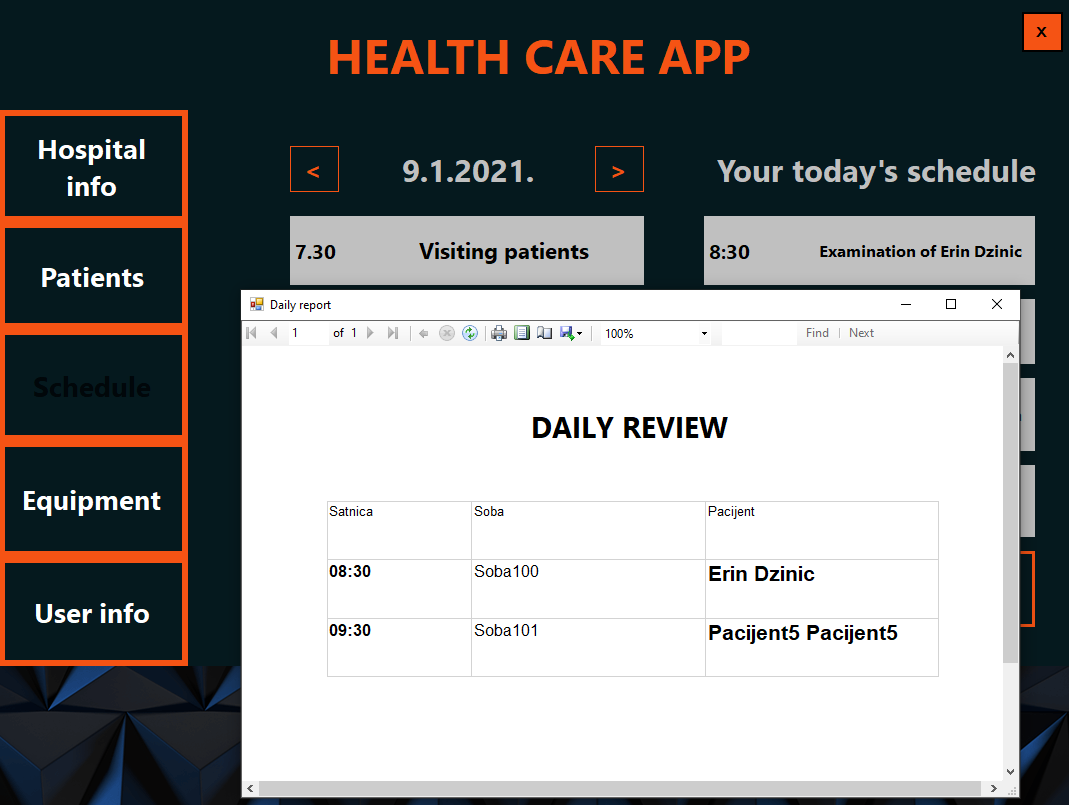 HEALTH CARE APP
x
Hospital
info
Patients
Schedule
Equipment
User info
<
9.1.2021.
>
Your today's schedule
7.30
Visiting patients
8:30
Examination of Erin Dzinic
Daily report
1
of 1
100%
Find
Next
DAILY REVIEW
Satnica Soba Pacijent
08:30 Soba100 Erin Dzinic
09:30 Soba101 Pacijent5 Pacijent5